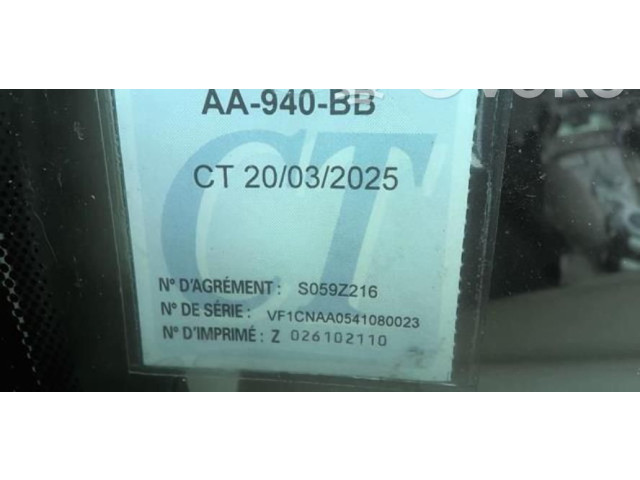 AA-940-BB
CT 20/03/2025
CT
N° D'AGRÉMENT : S059Z216
N° DE SÉRIE : VF1CNAA0541080023
N° D'IMPRIMÉ : Z 026102110